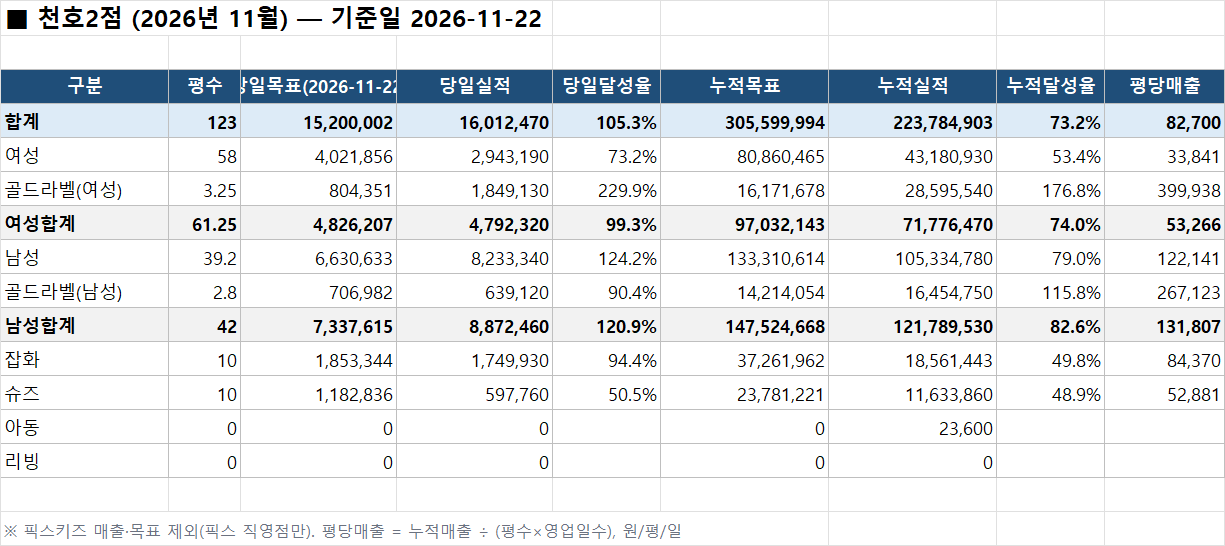 ■ 천호2점 (2026년 11월) — 기준일 2026-11-22
구분 평수 당일목표(2026-11-22 당일실적 당일달성율 누적목표 누적실적 누적달성율 평당매출
합계 123 15,200,002 16,012,470 105.3% 305,599,994 223,784,903 73.2% 82,700
여성 58 4,021,856 2,943,190 73.2% 80,860,465 43,180,930 53.4% 33,841
골드라벨(여성) 3.25 804,351 1,849,130 229.9% 16,171,678 28,595,540 176.8% 399,938
여성합계 61.25 4,826,207 4,792,320 99.3% 97,032,143 71,776,470 74.0% 53,266
남성 39.2 6,630,633 8,233,340 124.2% 133,310,614 105,334,780 79.0% 122,141
골드라벨(남성) 2.8 706,982 639,120 90.4% 14,214,054 16,454,750 115.8% 267,123
남성합계 42 7,337,615 8,872,460 120.9% 147,524,668 121,789,530 82.6% 131,807
잡화 10 1,853,344 1,749,930 94.4% 37,261,962 18,561,443 49.8% 84,370
슈즈 10 1,182,836 597,760 50.5% 23,781,221 11,633,860 48.9% 52,881
아동 0 0 0 0 23,600
리빙 0 0 0 0 0
※ 픽스키즈 매출·목표 제외(픽스 직영점만). 평당매출 = 누적매출 ÷ (평수×영업일수), 원/평/일